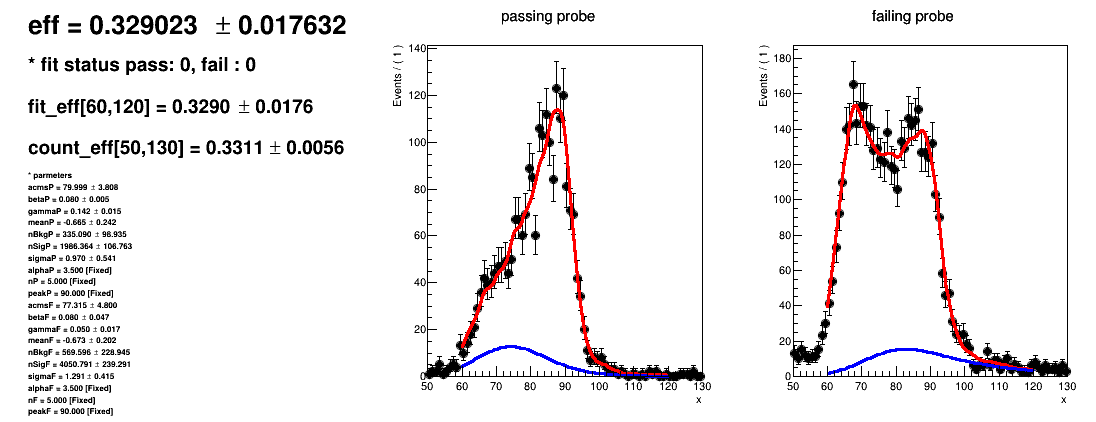 eff = 0.329023 ± 0.017632
* fit status pass: 0, fail : 0
fit_eff[60,120] = 0.3290 ± 0.0176
count_eff[50,130] = 0.3311 ± 0.0056
* parmeters
acmsP = 79.999 ± 3.808
betaP = 0.080 ± 0.005
gammaP = 0.142 ± 0.015
meanP = -0.665 ± 0.242
nBkgP = 335.090 ± 98.935
nSigP = 1986.364 ± 106.763
sigmaP = 0.970 ± 0.541
alphaP = 3.500 [Fixed]
nP = 5.000 [Fixed]
peakP = 90.000 [Fixed]
acmsF = 77.315 ± 4.800
betaF = 0.080 ± 0.047
gammaF = 0.050 ± 0.017
meanF = -0.673 ± 0.202
nBkgF = 569.596 ± 228.945
nSigF = 4050.791 ± 239.291
sigmaF = 1.291 ± 0.415
alphaF = 3.500 [Fixed]
nF = 5.000 [Fixed]
peakF = 90.000 [Fixed]
passing probe
Events / ( 1 )
140
120
100
80
60
40
20
0
50 60 70 80 90 100 110 120 130
x
failing probe
Events / ( 1 )
180
160
140
120
100
80
60
40
20
0
50 60 70 80 90 100 110 120 130
x